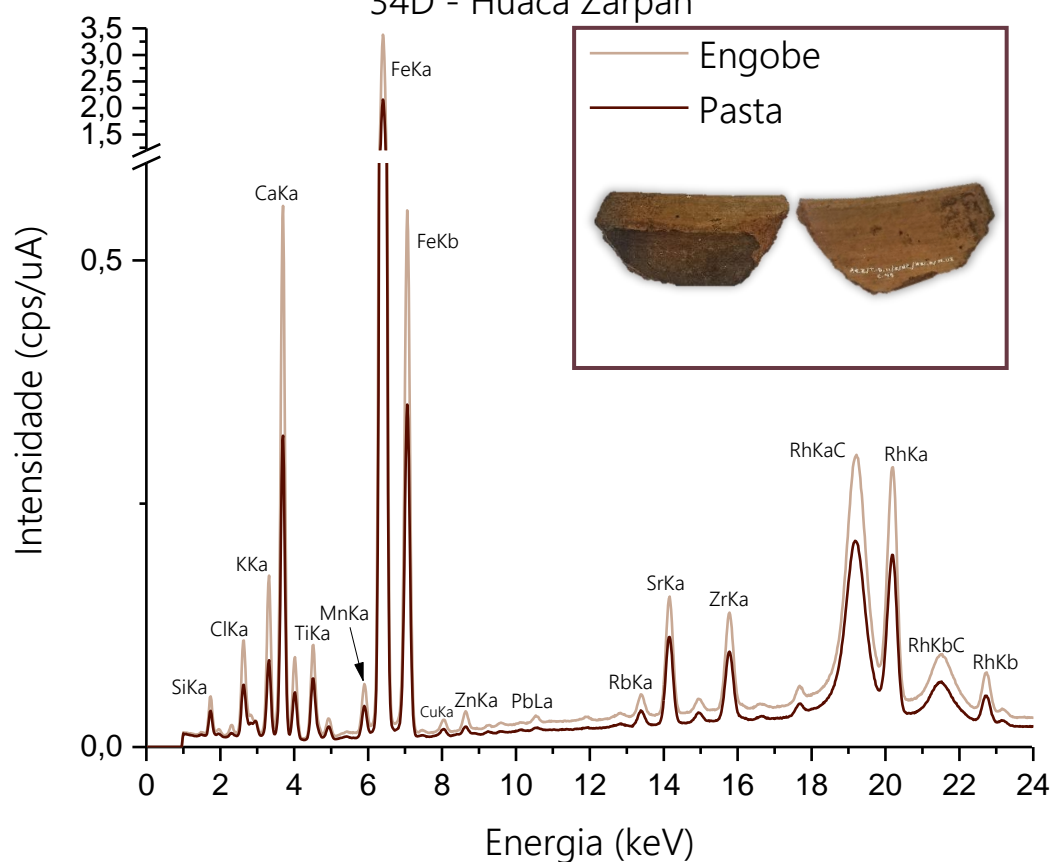 34D - Huaca Zarpán
Engobe
Pasta
3,5
3,0
2,5
2,0
1,5
0,5
0,0
Intensidade (cps/uA)
FeKa
CaKa
FeKb
KKa
MnKa
ClKa
TiKa
SiKa
CuKa
ZnKa
PbLa
RbKa
SrKa
ZrKa
RhKaC
RhKa
RhKbC
RhKb
0 2 4 6 8 10 12 14 16 18 20 22 24
Energia (keV)